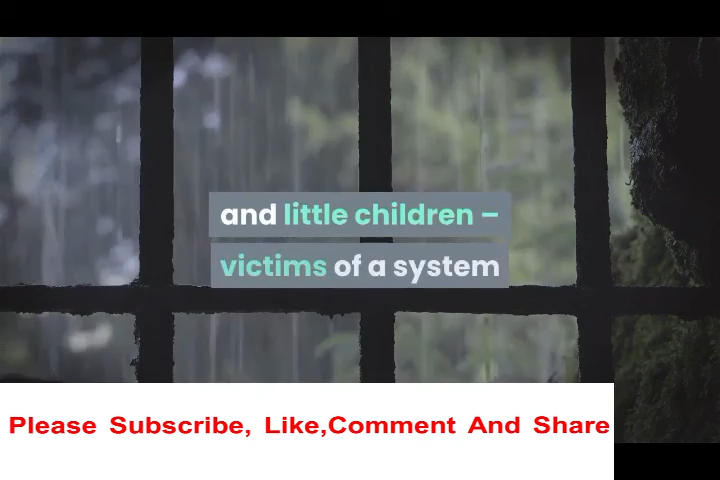 and little children –
victims of a system
Please Subscribe, Like,Comment And Share